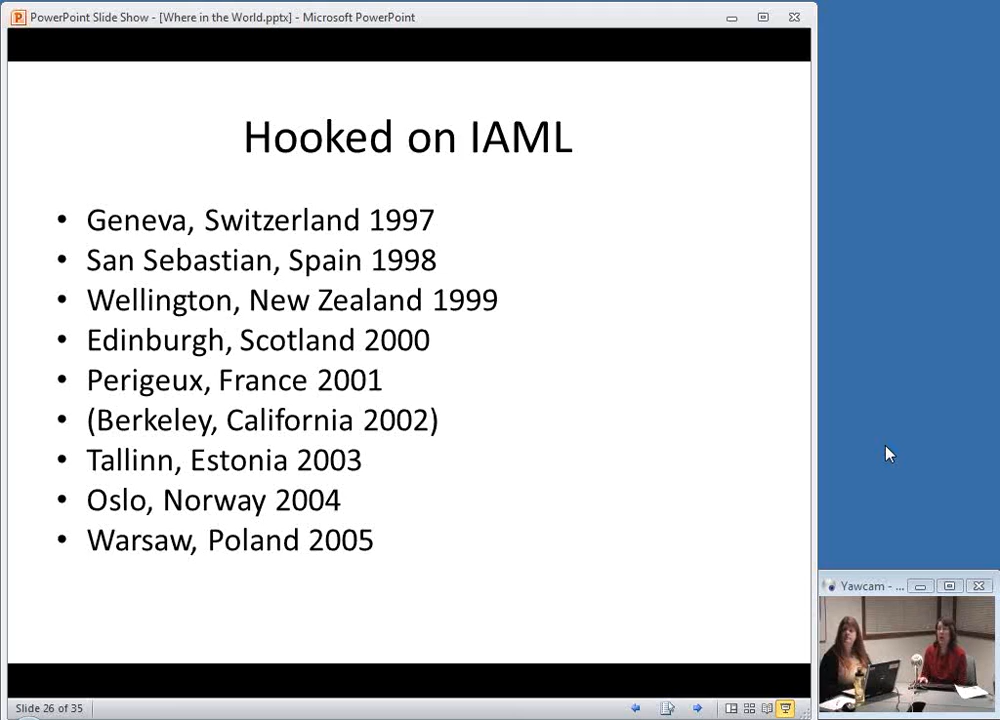 PowerPoint Slide Show - [Where in the World.pptx] - Microsoft PowerPoint
Hooked on IAML
• Geneva, Switzerland 1997
• San Sebastian, Spain 1998
• Wellington, New Zealand 1999
• Edinburgh, Scotland 2000
• Perigeux, France 2001
• (Berkeley, California 2002)
• Tallinn, Estonia 2003
• Oslo, Norway 2004
• Warsaw, Poland 2005
Yawcam - ...
Slide 26 of 35